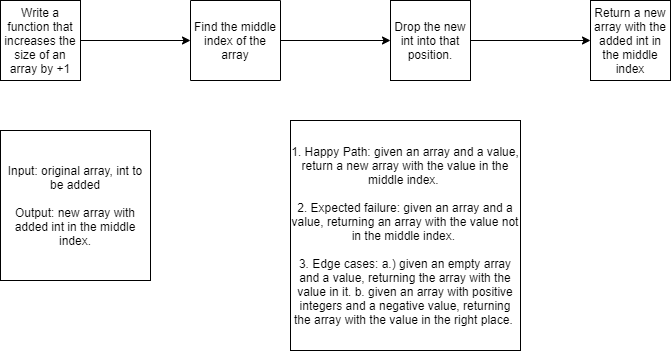 Write a
function that
increases the
size of an
array by +1
Find the middle
index of the
array
Drop the new
int into that
position.
Return a new
array with the
added int in
the middle
index
Input: original array, int to
be added
Output: new array with
added int in the middle
index.
1. Happy Path: given an array and a value,
return a new array with the value in the
middle index.
2. Expected failure: given an array and a
value, returning an array with the value not
in the middle index.
3. Edge cases: a.) given an empty array
and a value, returning the array with the
value in it. b. given an array with positive
integers and a negative value, returning
the array with the value in the right place.